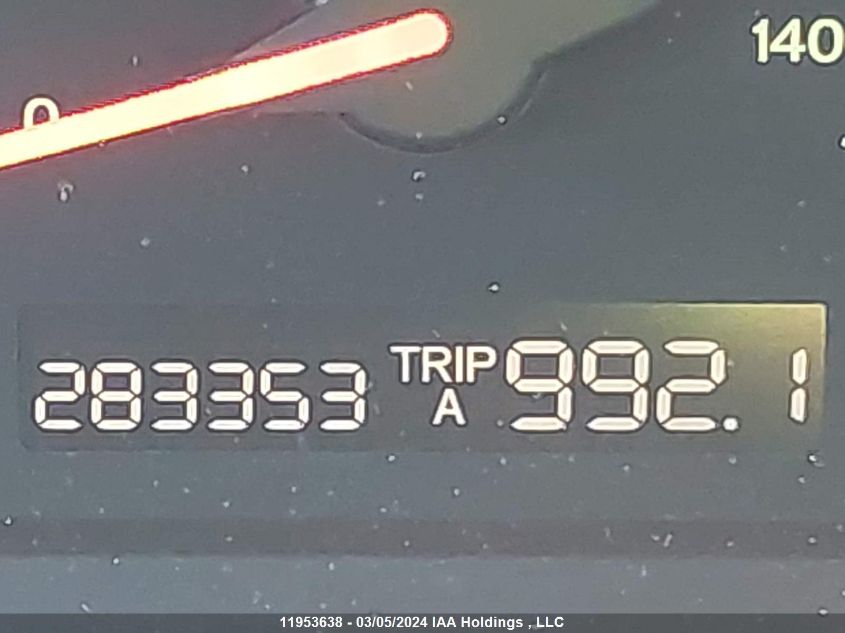 0
140
283353 TRIP A 992.1
11953638 - 03/05/2024 IAA Holdings , LLC